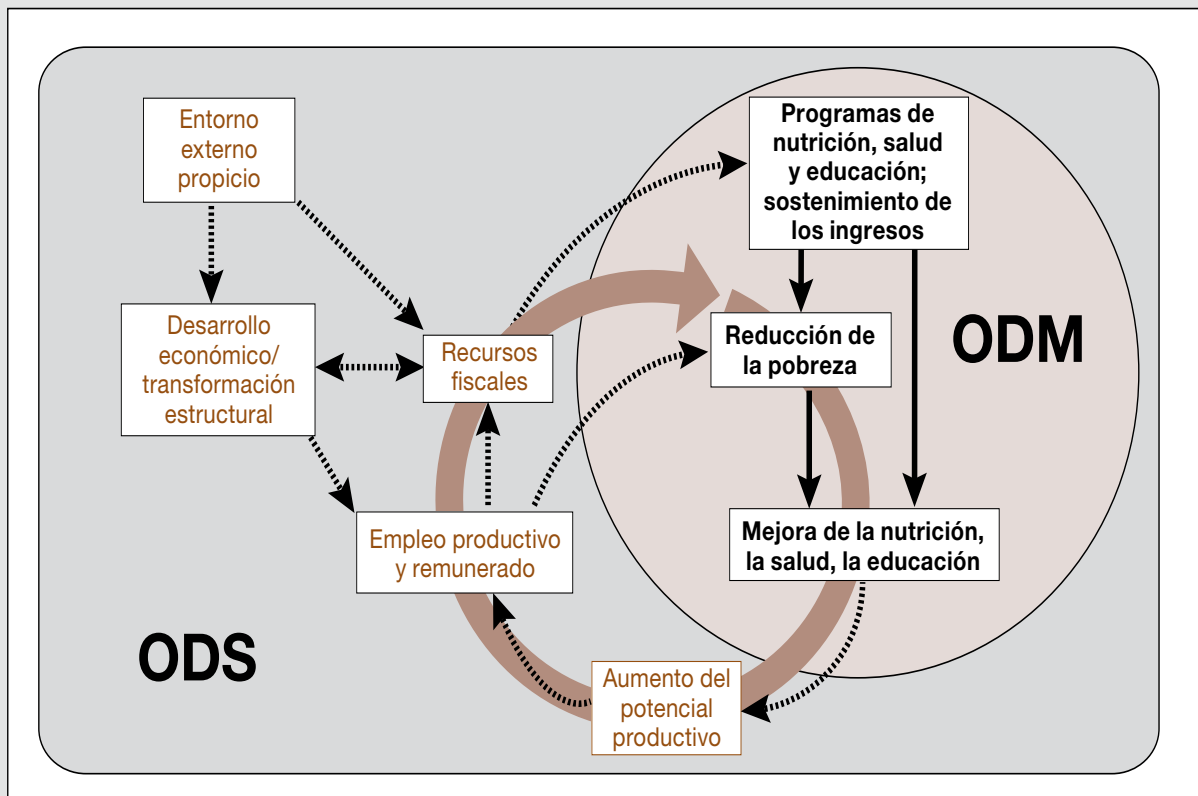 Entorno
externo
propicio
Programas de
nutrición, salud
y educación;
sostenimiento de
los ingresos
Desarrollo
económico/
transformación
estructural
Recursos
fiscales
Reducción de
la pobreza
ODM
Empleo productivo
y remunerado
Mejora de la nutrición,
la salud, la educación
ODS
Aumento del
potencial
productivo